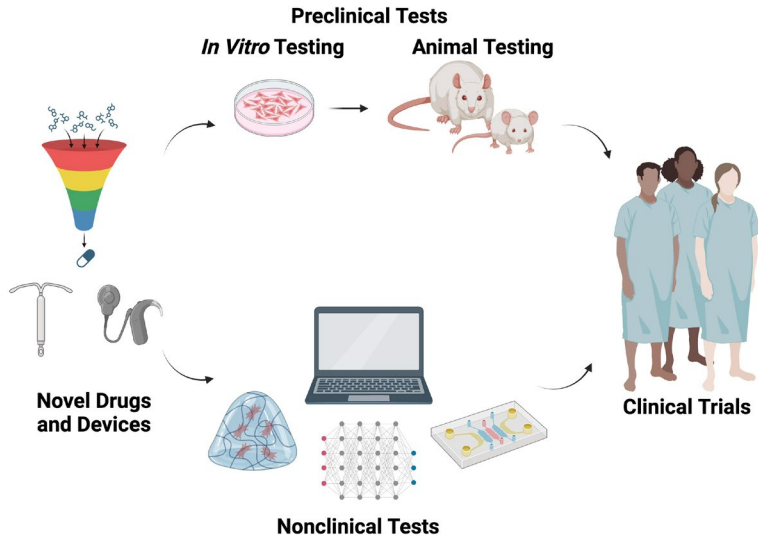 Preclinical Tests
In Vitro Testing
Animal Testing
Novel Drugs
and Devices
Clinical Trials
Nonclinical Tests